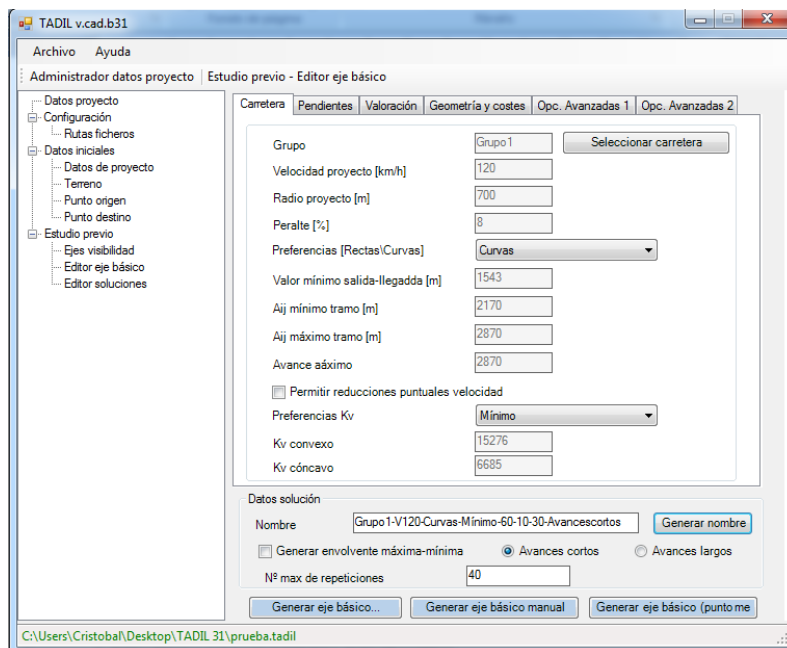 TADIL v.cad.b31
Archivo Ayuda
Administrador datos proyecto Estudio previo - Editor eje básico
Datos proyecto
Configuración
Rutas ficheros
Datos iniciales
Datos de proyecto
Terreno
Punto origen
Punto destino
Estudio previo
Ejes visibilidad
Editor eje básico
Editor soluciones
Carretera Pendientes Valoración Geometría y costes Opc. Avanzadas 1 Opc. Avanzadas 2
Grupo Grupo1 Seleccionar carretera
Velocidad proyecto [km/h] 120
Radio proyecto [m] 700
Peralte [%] 8
Preferencias [Rectas\Curvas] Curvas
Valor mínimo salida-llegadda [m] 1543
Aij mínimo tramo [m] 2170
Aij máximo tramo [m] 2870
Avance aáximo 2870
Permitir reducciones puntuales velocidad
Preferencias Kv Mínimo
Kv convexo 15276
Kv cóncavo 6685
Datos solución
Nombre Grupo1-V120-Curvas-Mínimo-60-10-30-Avancescortos Generar nombre
Generar envolvente máxima-mínima Avances cortos Avances largos
Nº max de repeticiones 40
Generar eje básico... Generar eje básico manual Generar eje básico (punto me
C:\Users\Cristobal\Desktop\TADIL 31\prueba.tadil